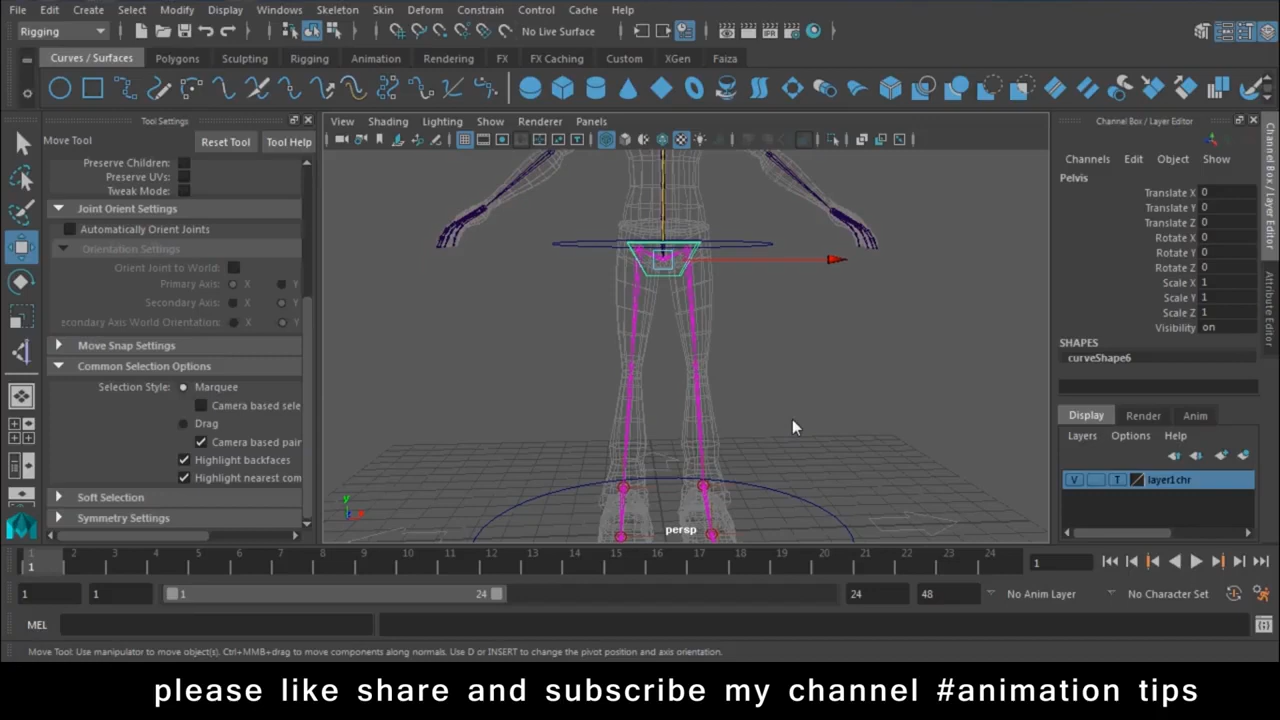 File Edit Create Select Modify Display Windows Skeleton Skin Deform Constrain Control Cache Help
Rigging No Live Surface
Curves / Surfaces Polygons Sculpting Rigging Animation Rendering FX FX Caching Custom XGen Faiza
Tool Settings
Move Tool Reset Tool Tool Help
Preserve Children:
Preserve UVs:
Tweak Mode:
Joint Orient Settings
Automatically Orient Joints
Orientation Settings
Orient Joint to World:
Primary Axis: X Y
Secondary Axis: X Y
econdary Axis World Orientation: X Y
Move Snap Settings
Common Selection Options
Selection Style: Marquee
Camera based sele
Drag
Camera based pain
Highlight backfaces
Highlight nearest com
Soft Selection
Symmetry Settings
View Shading Lighting Show Renderer Panels
y
persp
Channel Box / Layer Editor
Channels Edit Object Show
Pelvis
Translate X 0
Translate Y 0
Translate Z 0
Rotate X 0
Rotate Y 0
Rotate Z 0
Scale X 1
Scale Y 1
Scale Z 1
Visibility on
SHAPES
curveShape6
Display Render Anim
Layers Options Help
V T layer1chr
Channel Box / Layer Editor
Attribute Editor
1 2 3 4 5 6 7 8 9 10 11 12 13 14 15 16 17 18 19 20 21 22 23 24
1 1
1 1 1 24 24 48 No Anim Layer No Character Set
MEL
Move Tool: Use manipulator to move object(s). Ctrl+MMB+drag to move components along normals. Use D or INSERT to change the pivot position and axis orientation.
please like share and subscribe my channel #animation tips